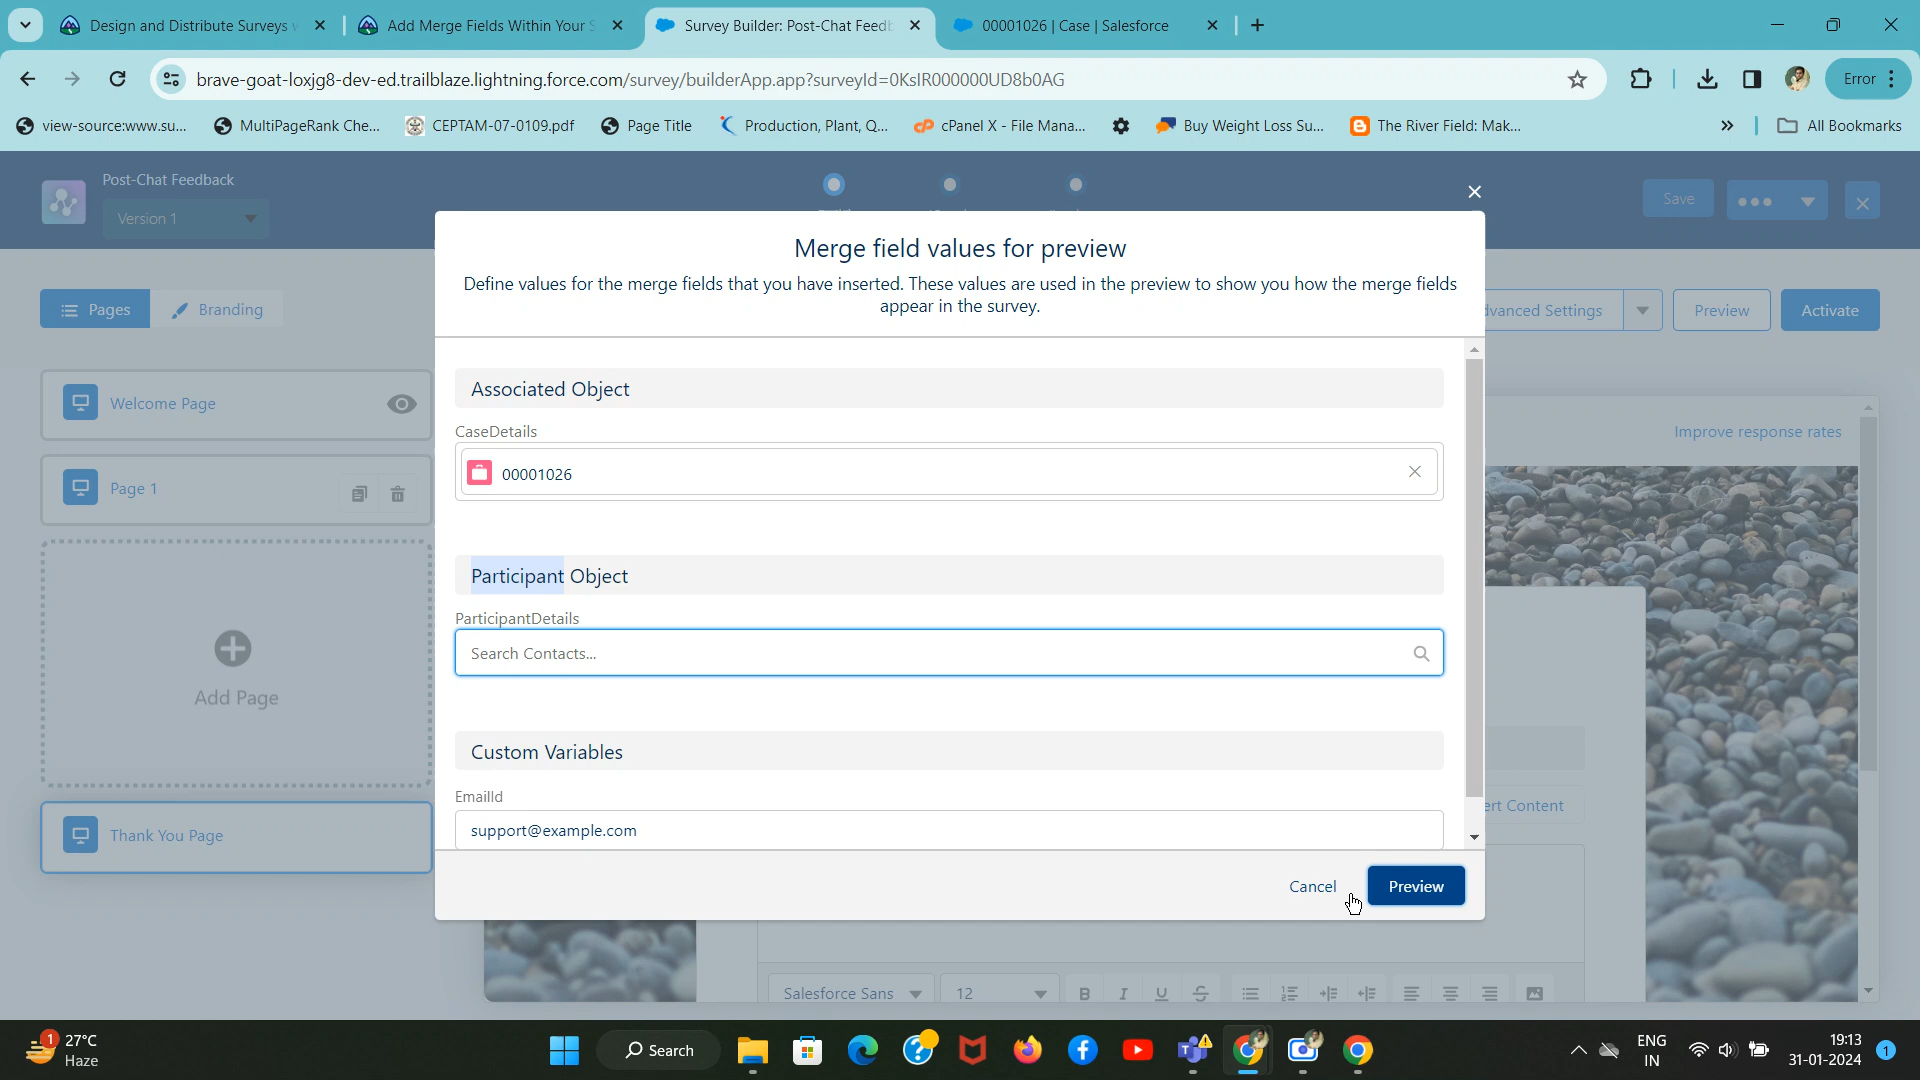 Design and Distribute Surveys
Add Merge Fields Within Your S
Survey Builder: Post-Chat Feedb
00001026 | Case | Salesforce
brave-goat-loxjg8-dev-ed.trailblaze.lightning.force.com/survey/builderApp.app?surveyId=0KsIR000000UD8b0AG
Error
view-source:www.su...
MultiPageRank Che...
CEPTAM-07-0109.pdf
Page Title
Production, Plant, Q...
cPanel X - File Mana...
Buy Weight Loss Su...
The River Field: Mak...
All Bookmarks
Post-Chat Feedback
Version 1
Save
Merge field values for preview
Define values for the merge fields that you have inserted. These values are used in the preview to show you how the merge fields
appear in the survey.
Pages
Branding
dvanced Settings
Preview
Activate
Associated Object
Welcome Page
CaseDetails
Improve response rates
00001026
Page 1
Participant Object
ParticipantDetails
Search Contacts...
Add Page
Custom Variables
EmailId
ert Content
support@example.com
Thank You Page
Cancel
Preview
Salesforce Sans
12
B
I
U
S
1
27°C
Haze
Search
ENG
IN
19:13
31-01-2024
1